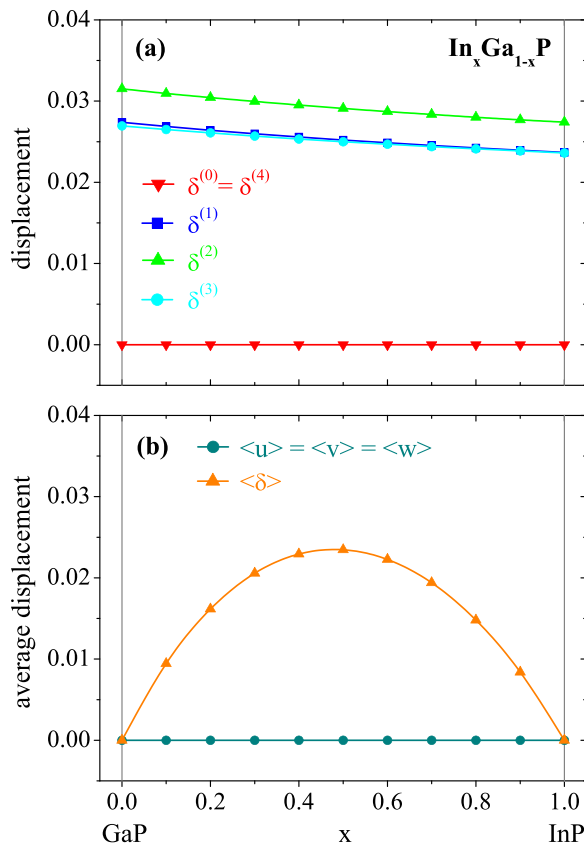 (a)
InₓGa₁₋ₓP
0.04
0.03
0.02
0.01
0.00
displacement
δ⁽⁰⁾= δ⁽⁴⁾
δ⁽¹⁾
δ⁽²⁾
δ⁽³⁾
(b)
0.04
0.03
0.02
0.01
0.00
average displacement
<u> = <v> = <w>
<δ>
0.0 0.2 0.4 0.6 0.8 1.0
GaP x InP